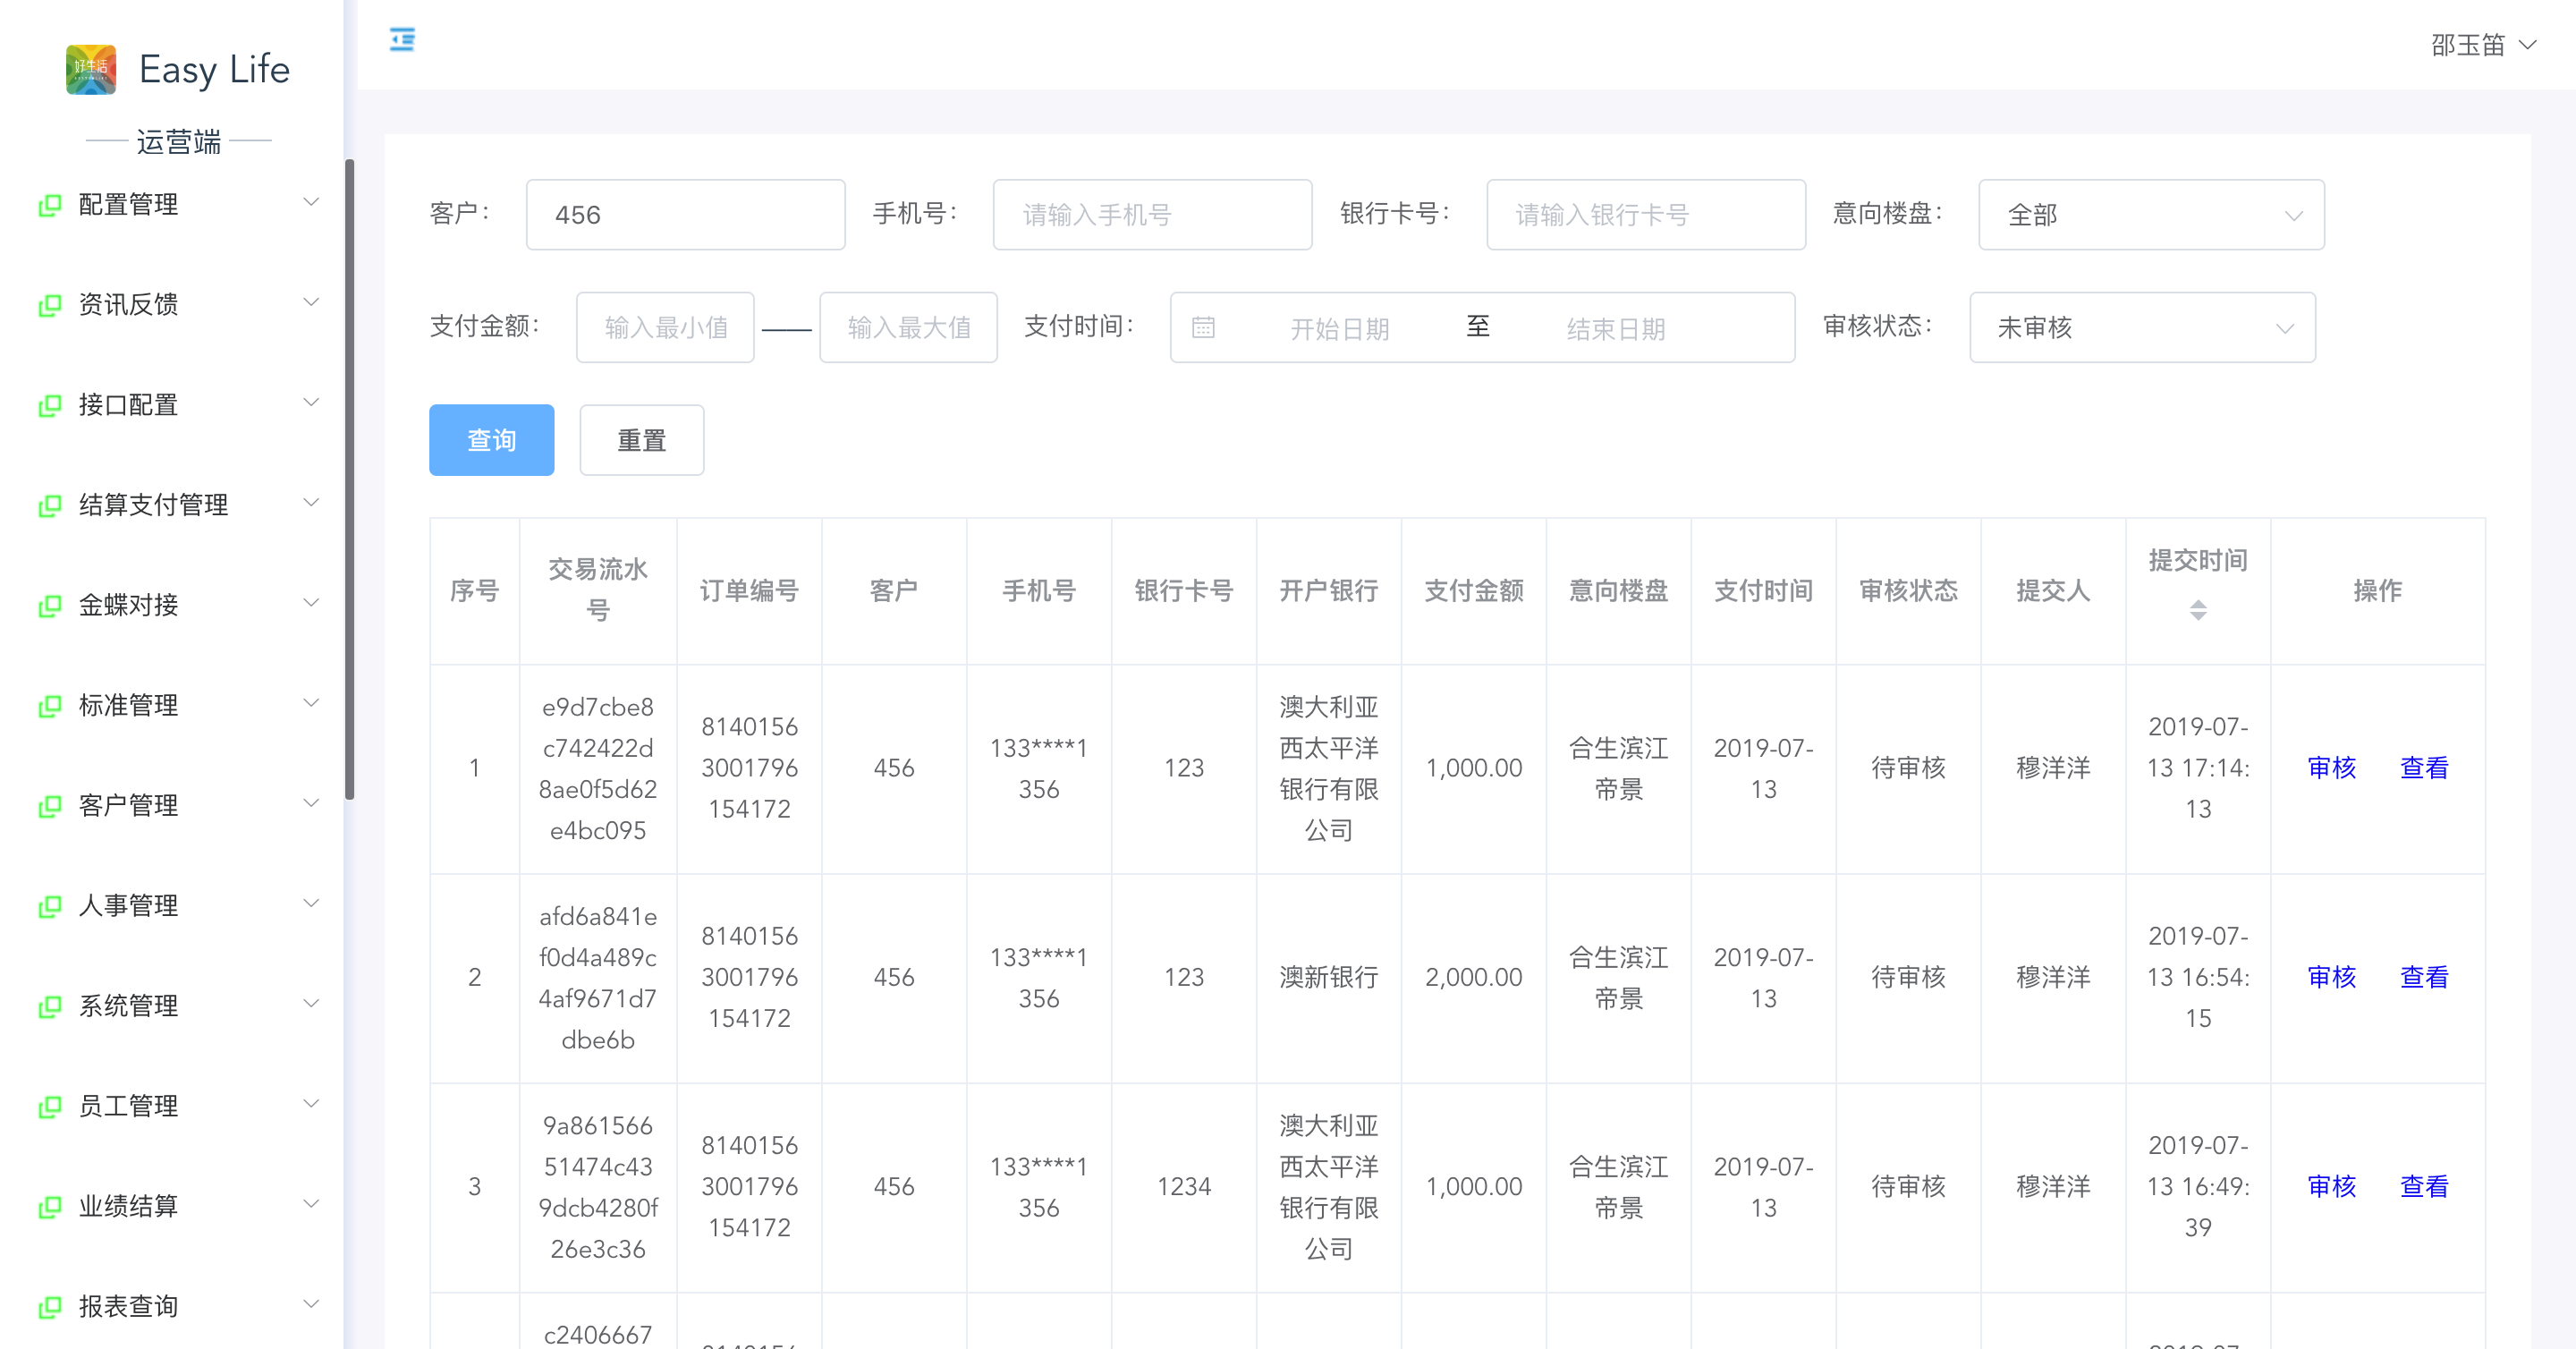 好生活
Easy Life
运营端
配置管理
资讯反馈
接口配置
结算支付管理
金蝶对接
标准管理
客户管理
人事管理
系统管理
员工管理
业绩结算
报表查询
邵玉笛
客户： 456 手机号： 请输入手机号 银行卡号： 请输入银行卡号 意向楼盘： 全部
支付金额： 输入最小值 —— 输入最大值 支付时间： 开始日期 至 结束日期 审核状态： 未审核
查询 重置
序号 交易流水号 订单编号 客户 手机号 银行卡号 开户银行 支付金额 意向楼盘 支付时间 审核状态 提交人 提交时间 操作
1 e9d7cbe8c742422d8ae0f5d62e4bc095 81401563001796154172 456 133****1356 123 澳大利亚西太平洋银行有限公司 1,000.00 合生滨江帝景 2019-07-13 待审核 穆洋洋 2019-07-13 17:14:13 审核 查看
2 afd6a841ef0d4a489c4af9671d7dbe6b 81401563001796154172 456 133****1356 123 澳新银行 2,000.00 合生滨江帝景 2019-07-13 待审核 穆洋洋 2019-07-13 16:54:15 审核 查看
3 9a86156651474c439dcb4280f26e3c36 81401563001796154172 456 133****1356 1234 澳大利亚西太平洋银行有限公司 1,000.00 合生滨江帝景 2019-07-13 待审核 穆洋洋 2019-07-13 16:49:39 审核 查看
c2406667